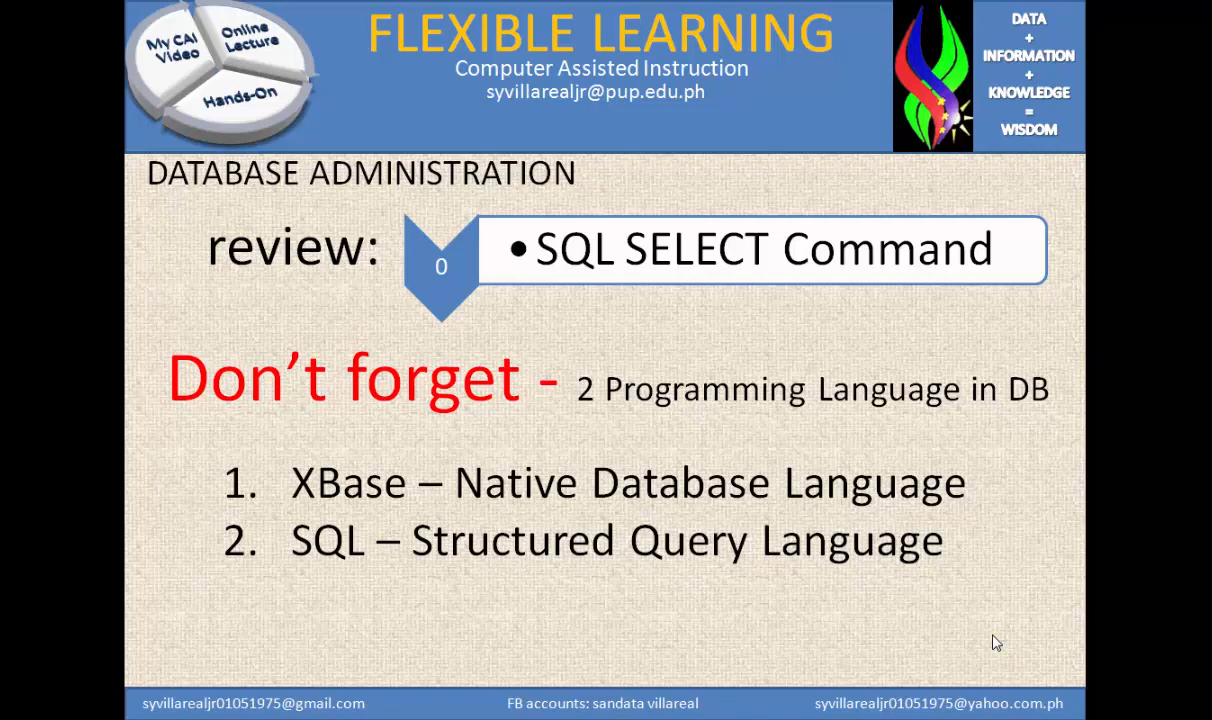 My CAI
Video
Online
Lecture
Hands-On
FLEXIBLE LEARNING
Computer Assisted Instruction
syvillarealjr@pup.edu.ph
DATA
+
INFORMATION
+
KNOWLEDGE
=
WISDOM
DATABASE ADMINISTRATION
review:
0
•SQL SELECT Command
Don’t forget - 2 Programming Language in DB
1. XBase – Native Database Language
2. SQL – Structured Query Language
syvillarealjr01051975@gmail.com
FB accounts: sandata villareal
syvillarealjr01051975@yahoo.com.ph